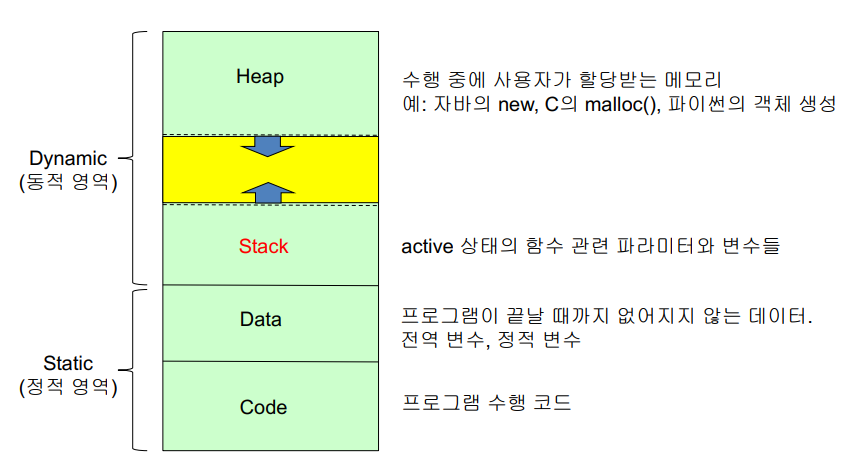 Heap
수행 중에 사용자가 할당받는 메모리
예: 자바의 new, C의 malloc(), 파이썬의 객체 생성
Dynamic
(동적 영역)
Stack
active 상태의 함수 관련 파라미터와 변수들
Data
프로그램이 끝날 때까지 없어지지 않는 데이터.
전역 변수, 정적 변수
Static
(정적 영역)
Code
프로그램 수행 코드